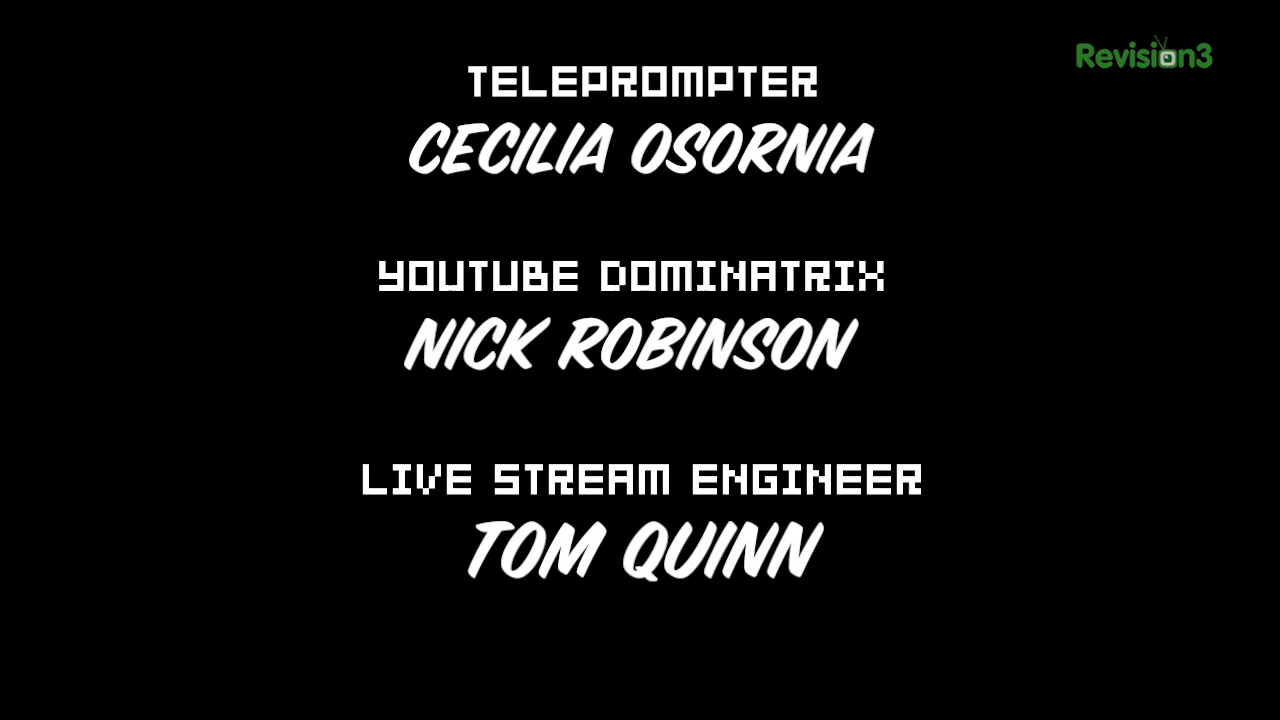 Revision3
TELEPROMPTER
CECILIA OSORNIA
YOUTUBE DOMINATRIX
NICK ROBINSON
LIVE STREAM ENGINEER
TOM QUINN